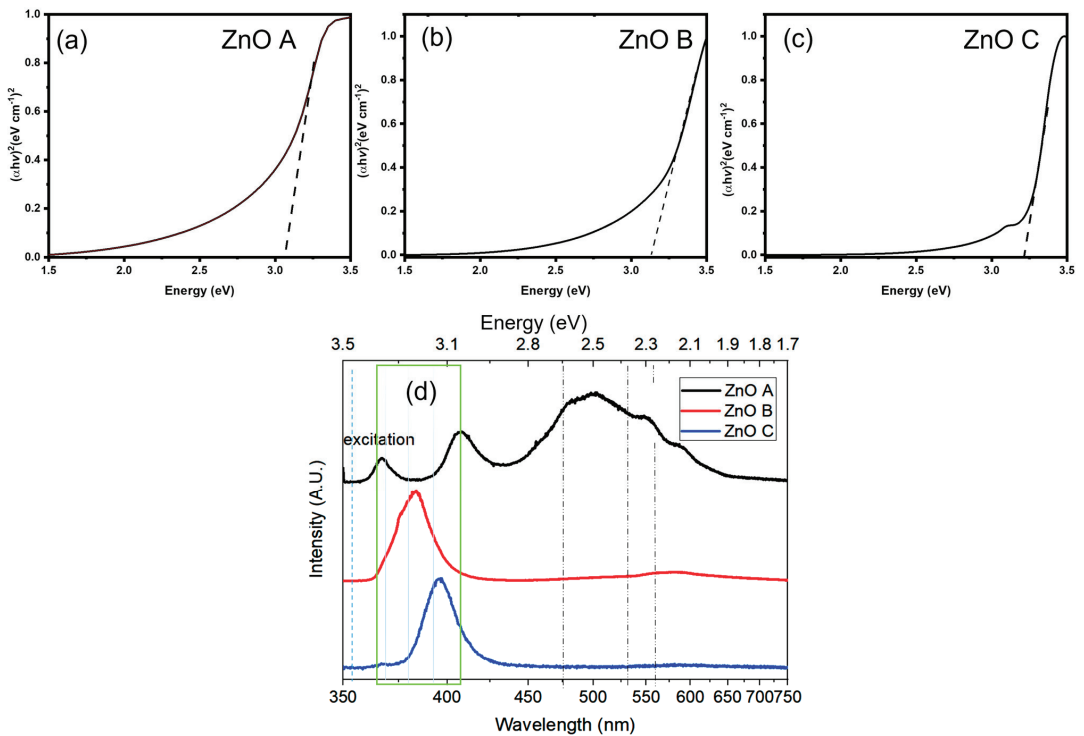 (a) ZnO A
(αhν)²(eV cm⁻¹)²
1.0
0.8
0.6
0.4
0.2
0.0
1.5 2.0 2.5 3.0 3.5
Energy (eV)
(b) ZnO B
(αhν)²(eV cm⁻¹)²
1.0
0.8
0.6
0.4
0.2
0.0
1.5 2.0 2.5 3.0 3.5
Energy (eV)
(c) ZnO C
(αhν)²(eV cm⁻¹)²
1.0
0.8
0.6
0.4
0.2
0.0
1.5 2.0 2.5 3.0 3.5
Energy (eV)
Energy (eV)
3.5 3.1 2.8 2.5 2.3 2.1 1.9 1.8 1.7
(d)
ZnO A
ZnO B
ZnO C
excitation
Intensity (A.U.)
350 400 450 500 550 600 650 700 750
Wavelength (nm)